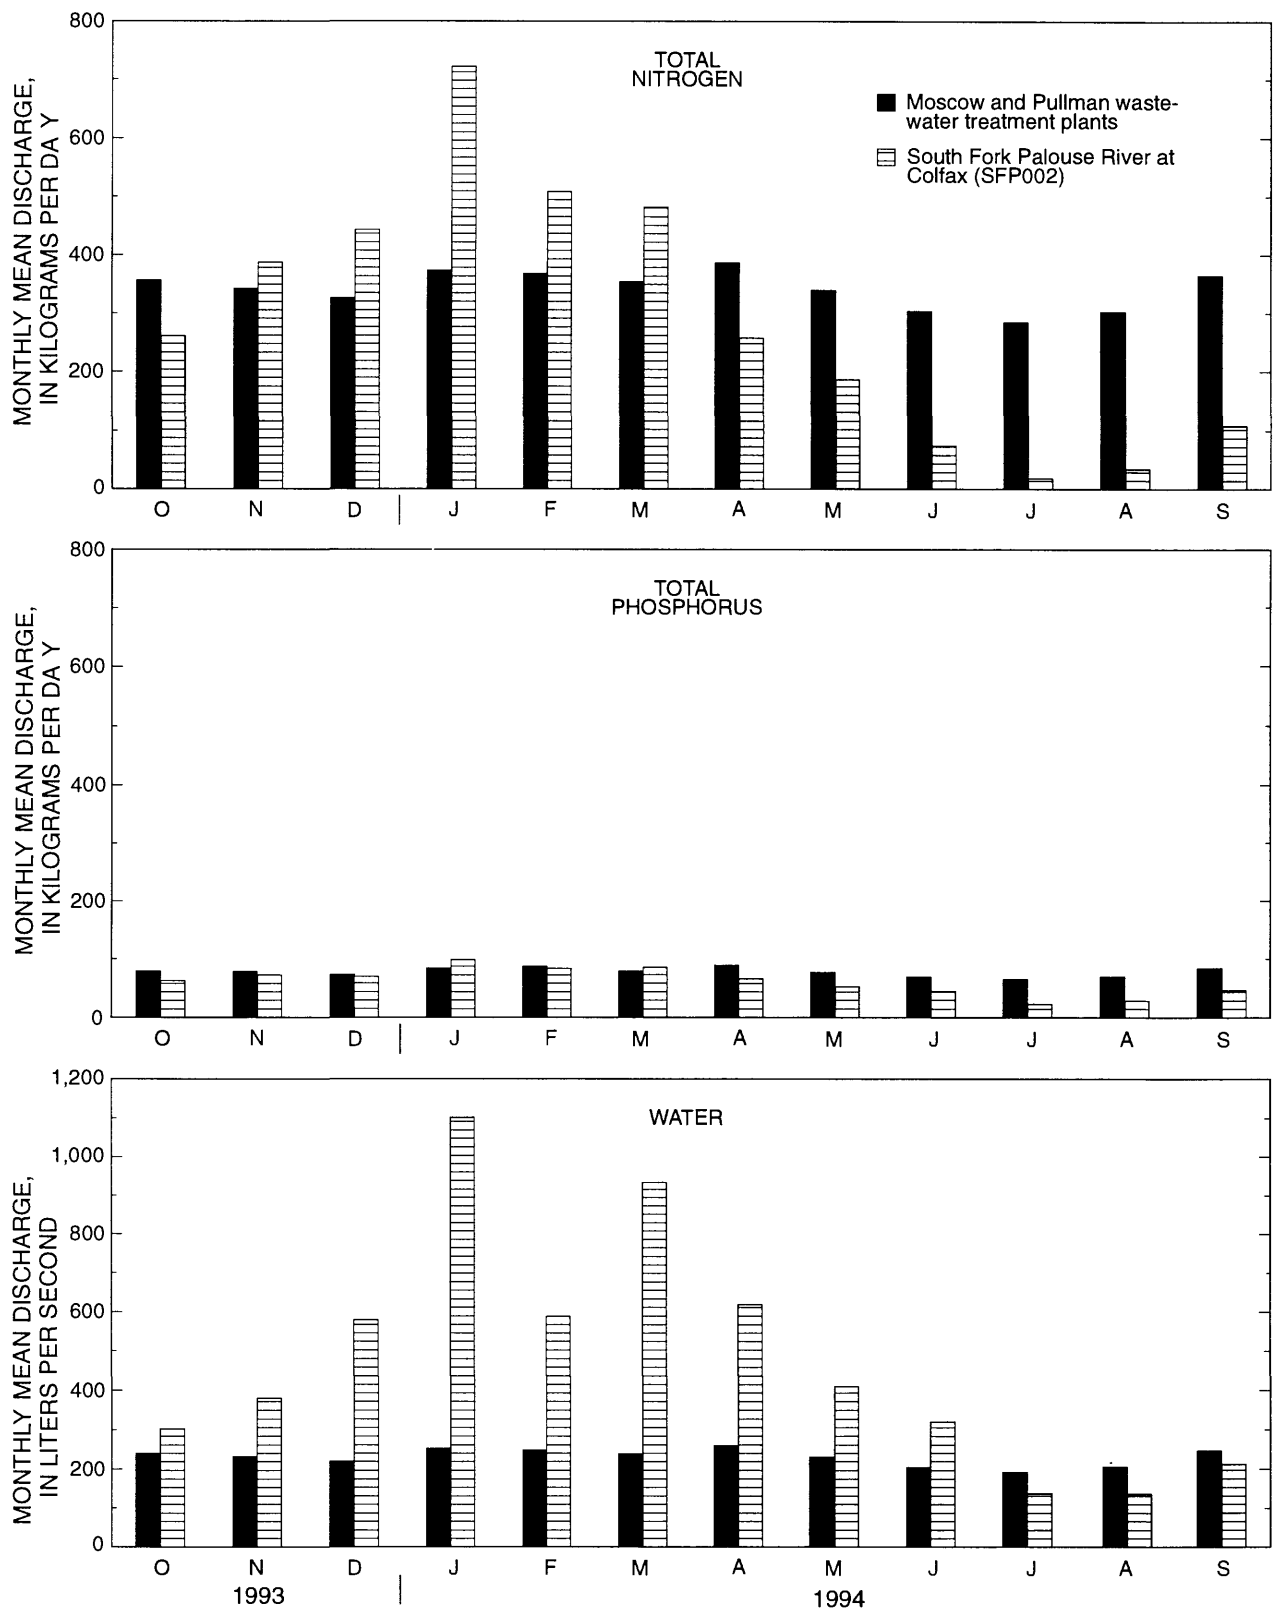 MONTHLY MEAN DISCHARGE,
IN KILOGRAMS PER DAY
800
600
400
200
0
TOTAL
NITROGEN
Moscow and Pullman waste-
water treatment plants
South Fork Palouse River at
Colfax (SFP002)
O N D J F M A M J J A S
MONTHLY MEAN DISCHARGE,
IN KILOGRAMS PER DAY
800
600
400
200
0
TOTAL
PHOSPHORUS
O N D J F M A M J J A S
MONTHLY MEAN DISCHARGE,
IN LITERS PER SECOND
1,200
1,000
800
600
400
200
0
WATER
O N D J F M A M J J A S
1993 1994